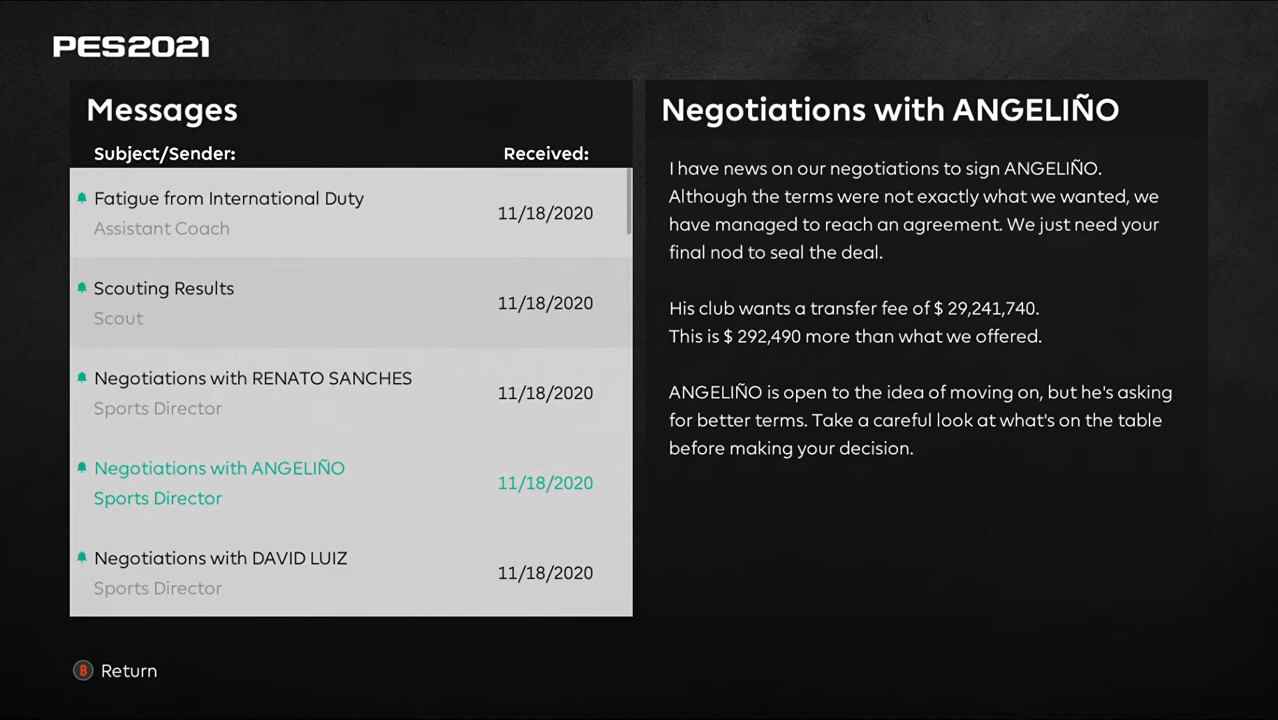 PES2021
Messages
Subject/Sender: Received:
Fatigue from International Duty
Assistant Coach
11/18/2020
Scouting Results
Scout
11/18/2020
Negotiations with RENATO SANCHES
Sports Director
11/18/2020
Negotiations with ANGELIÑO
Sports Director
11/18/2020
Negotiations with DAVID LUIZ
Sports Director
11/18/2020
Negotiations with ANGELIÑO
I have news on our negotiations to sign ANGELIÑO.
Although the terms were not exactly what we wanted, we
have managed to reach an agreement. We just need your
final nod to seal the deal.
His club wants a transfer fee of $ 29,241,740.
This is $ 292,490 more than what we offered.
ANGELIÑO is open to the idea of moving on, but he's asking
for better terms. Take a careful look at what's on the table
before making your decision.
B Return